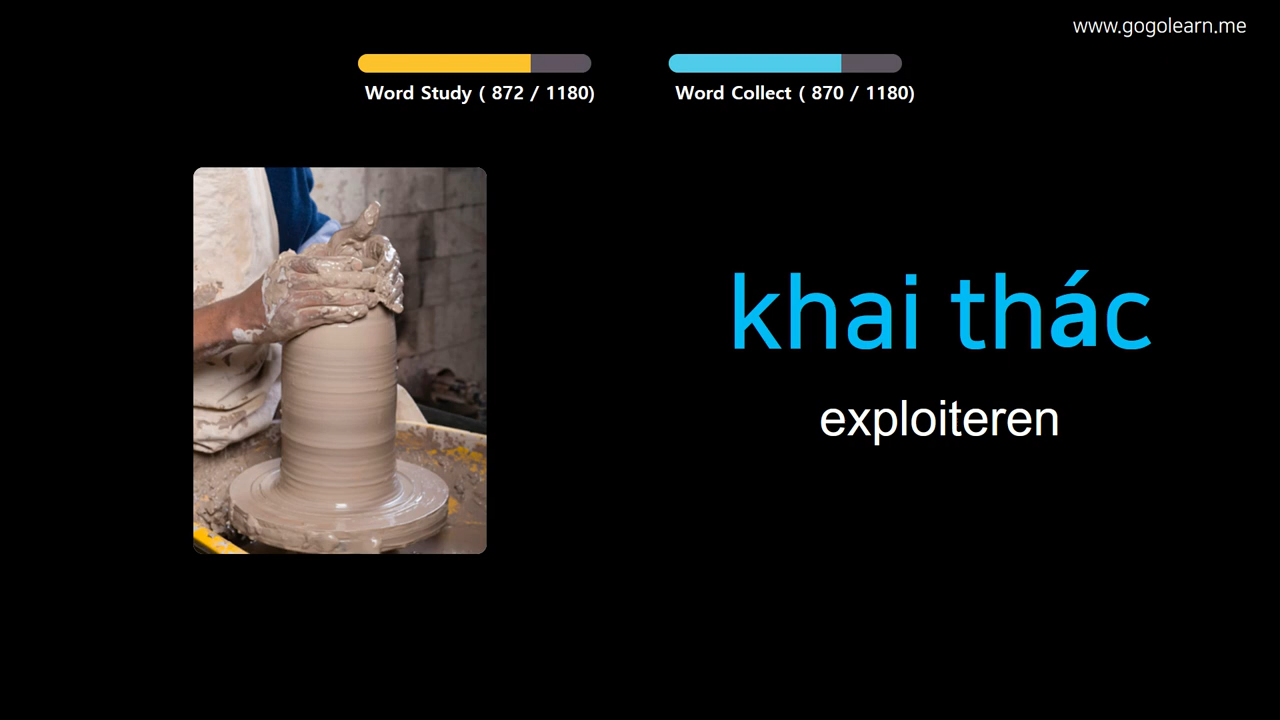 www.gogolearn.me
Word Study ( 872 / 1180)
Word Collect ( 870 / 1180)
khai thác
exploiteren